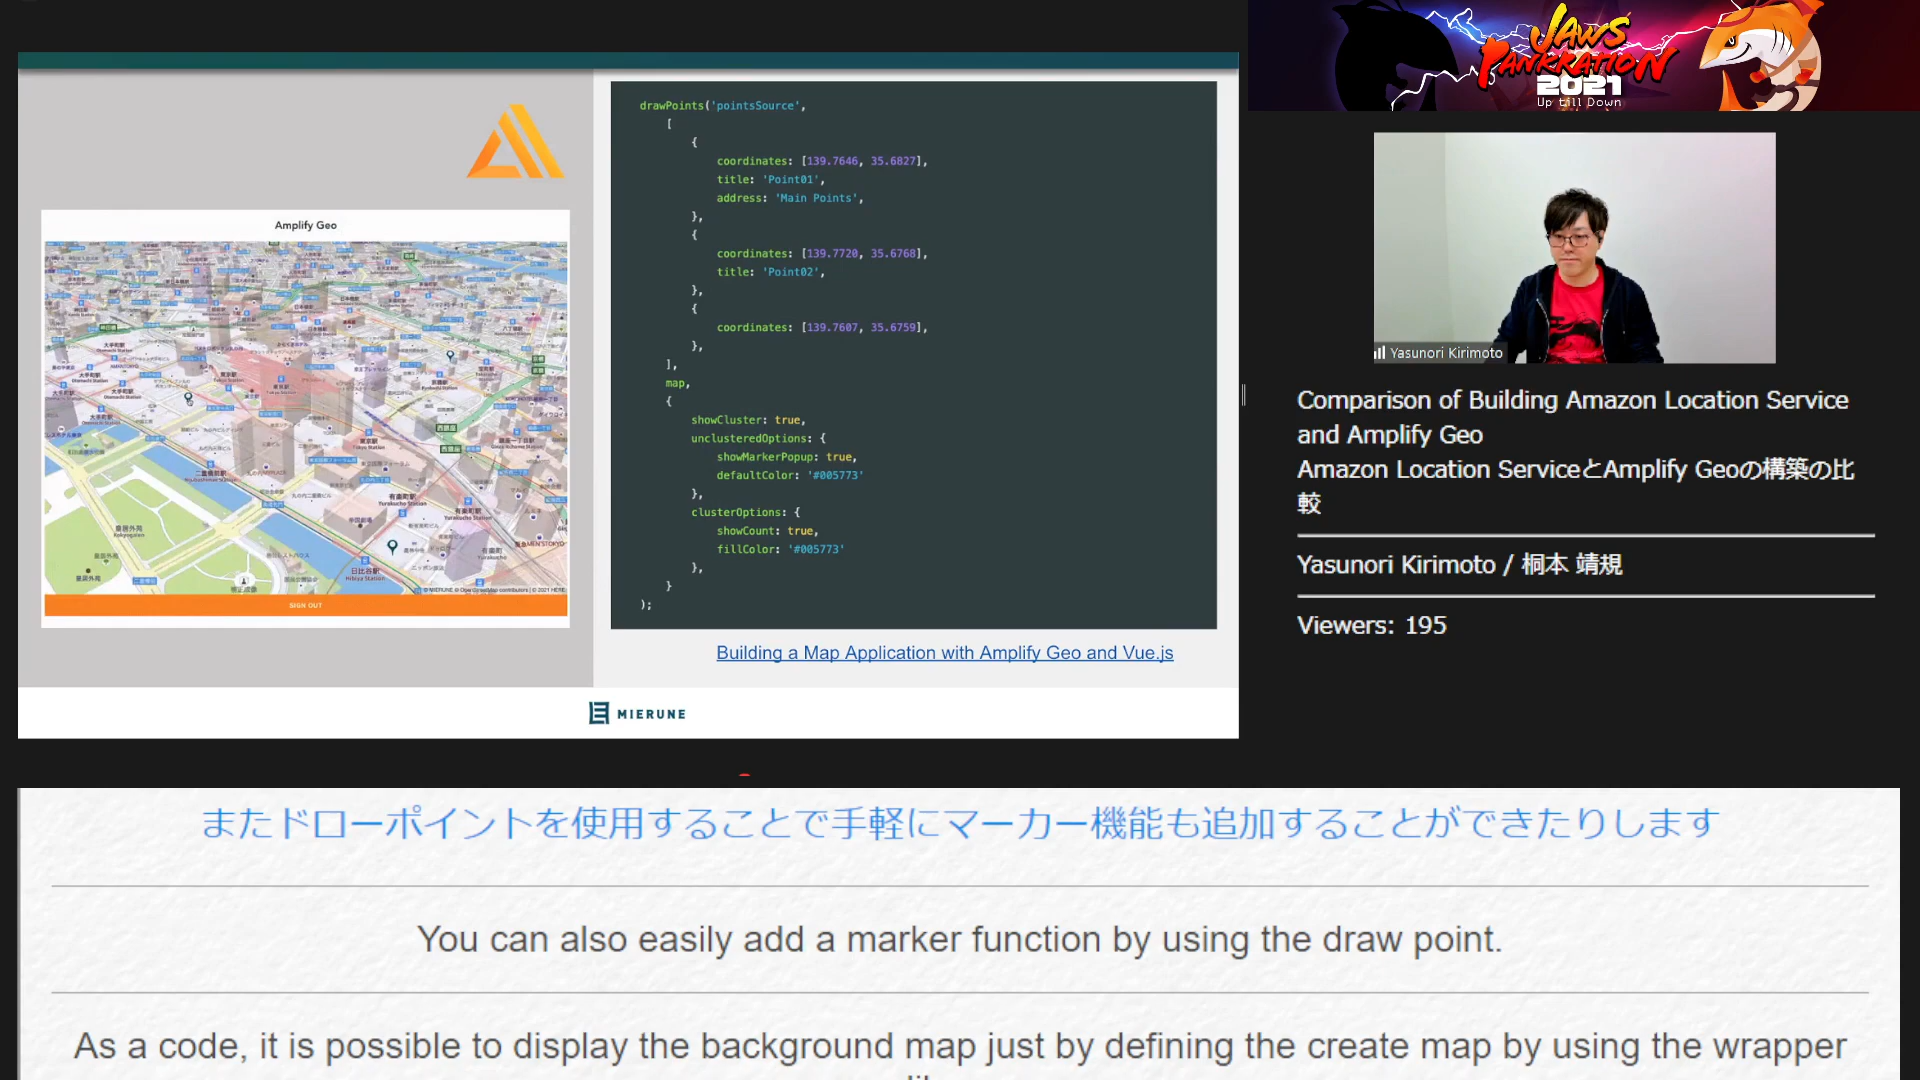 JAWS
PANKRATION
2021
Up till Down
Amplify Geo
SIGN OUT
drawPoints('pointsSource',
[
{
coordinates: [139.7646, 35.6827],
title: 'Point01',
address: 'Main Points',
},
{
coordinates: [139.7720, 35.6768],
title: 'Point02',
},
{
coordinates: [139.7607, 35.6759],
},
],
map,
{
showCluster: true,
unclusteredOptions: {
showMarkerPopup: true,
defaultColor: '#005773'
},
clusterOptions: {
showCount: true,
fillColor: '#005773'
},
}
);
Building a Map Application with Amplify Geo and Vue.js
MIERUNE
Yasunori Kirimoto
Comparison of Building Amazon Location Service
and Amplify Geo
Amazon Location ServiceとAmplify Geoの構築の比
較
Yasunori Kirimoto / 桐本 靖規
Viewers: 195
またドローポイントを使用することで手軽にマーカー機能も追加することができたりします
You can also easily add a marker function by using the draw point.
As a code, it is possible to display the background map just by defining the create map by using the wrapper